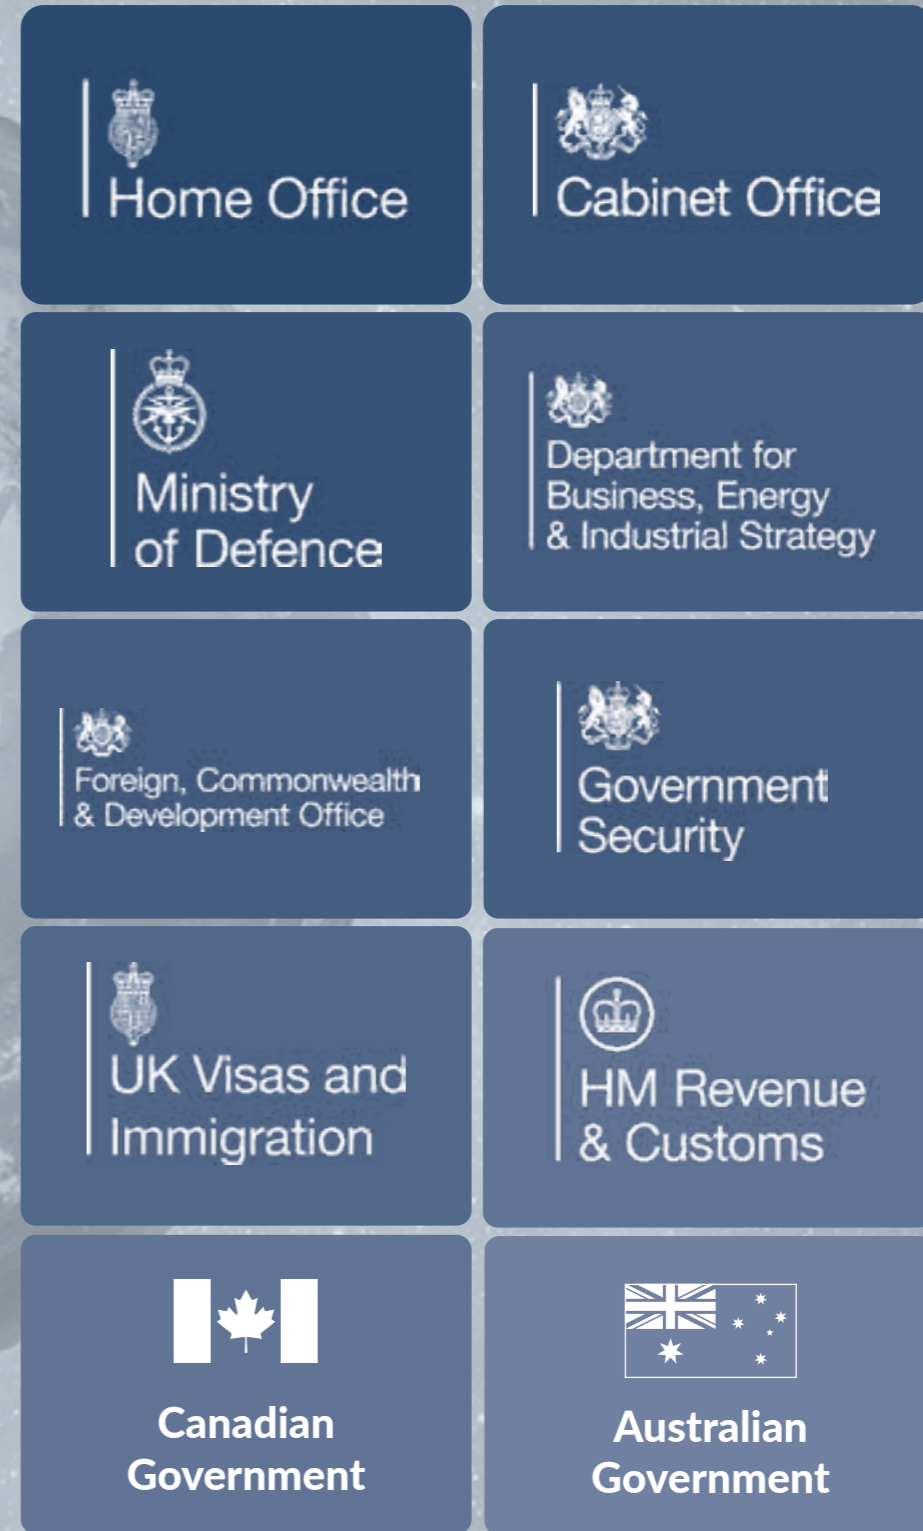 Home Office
Cabinet Office
Ministry
of Defence
Department for
Business, Energy
& Industrial Strategy
Foreign, Commonwealth
& Development Office
Government
Security
UK Visas and
Immigration
HM Revenue
& Customs
Canadian
Government
Australian
Government